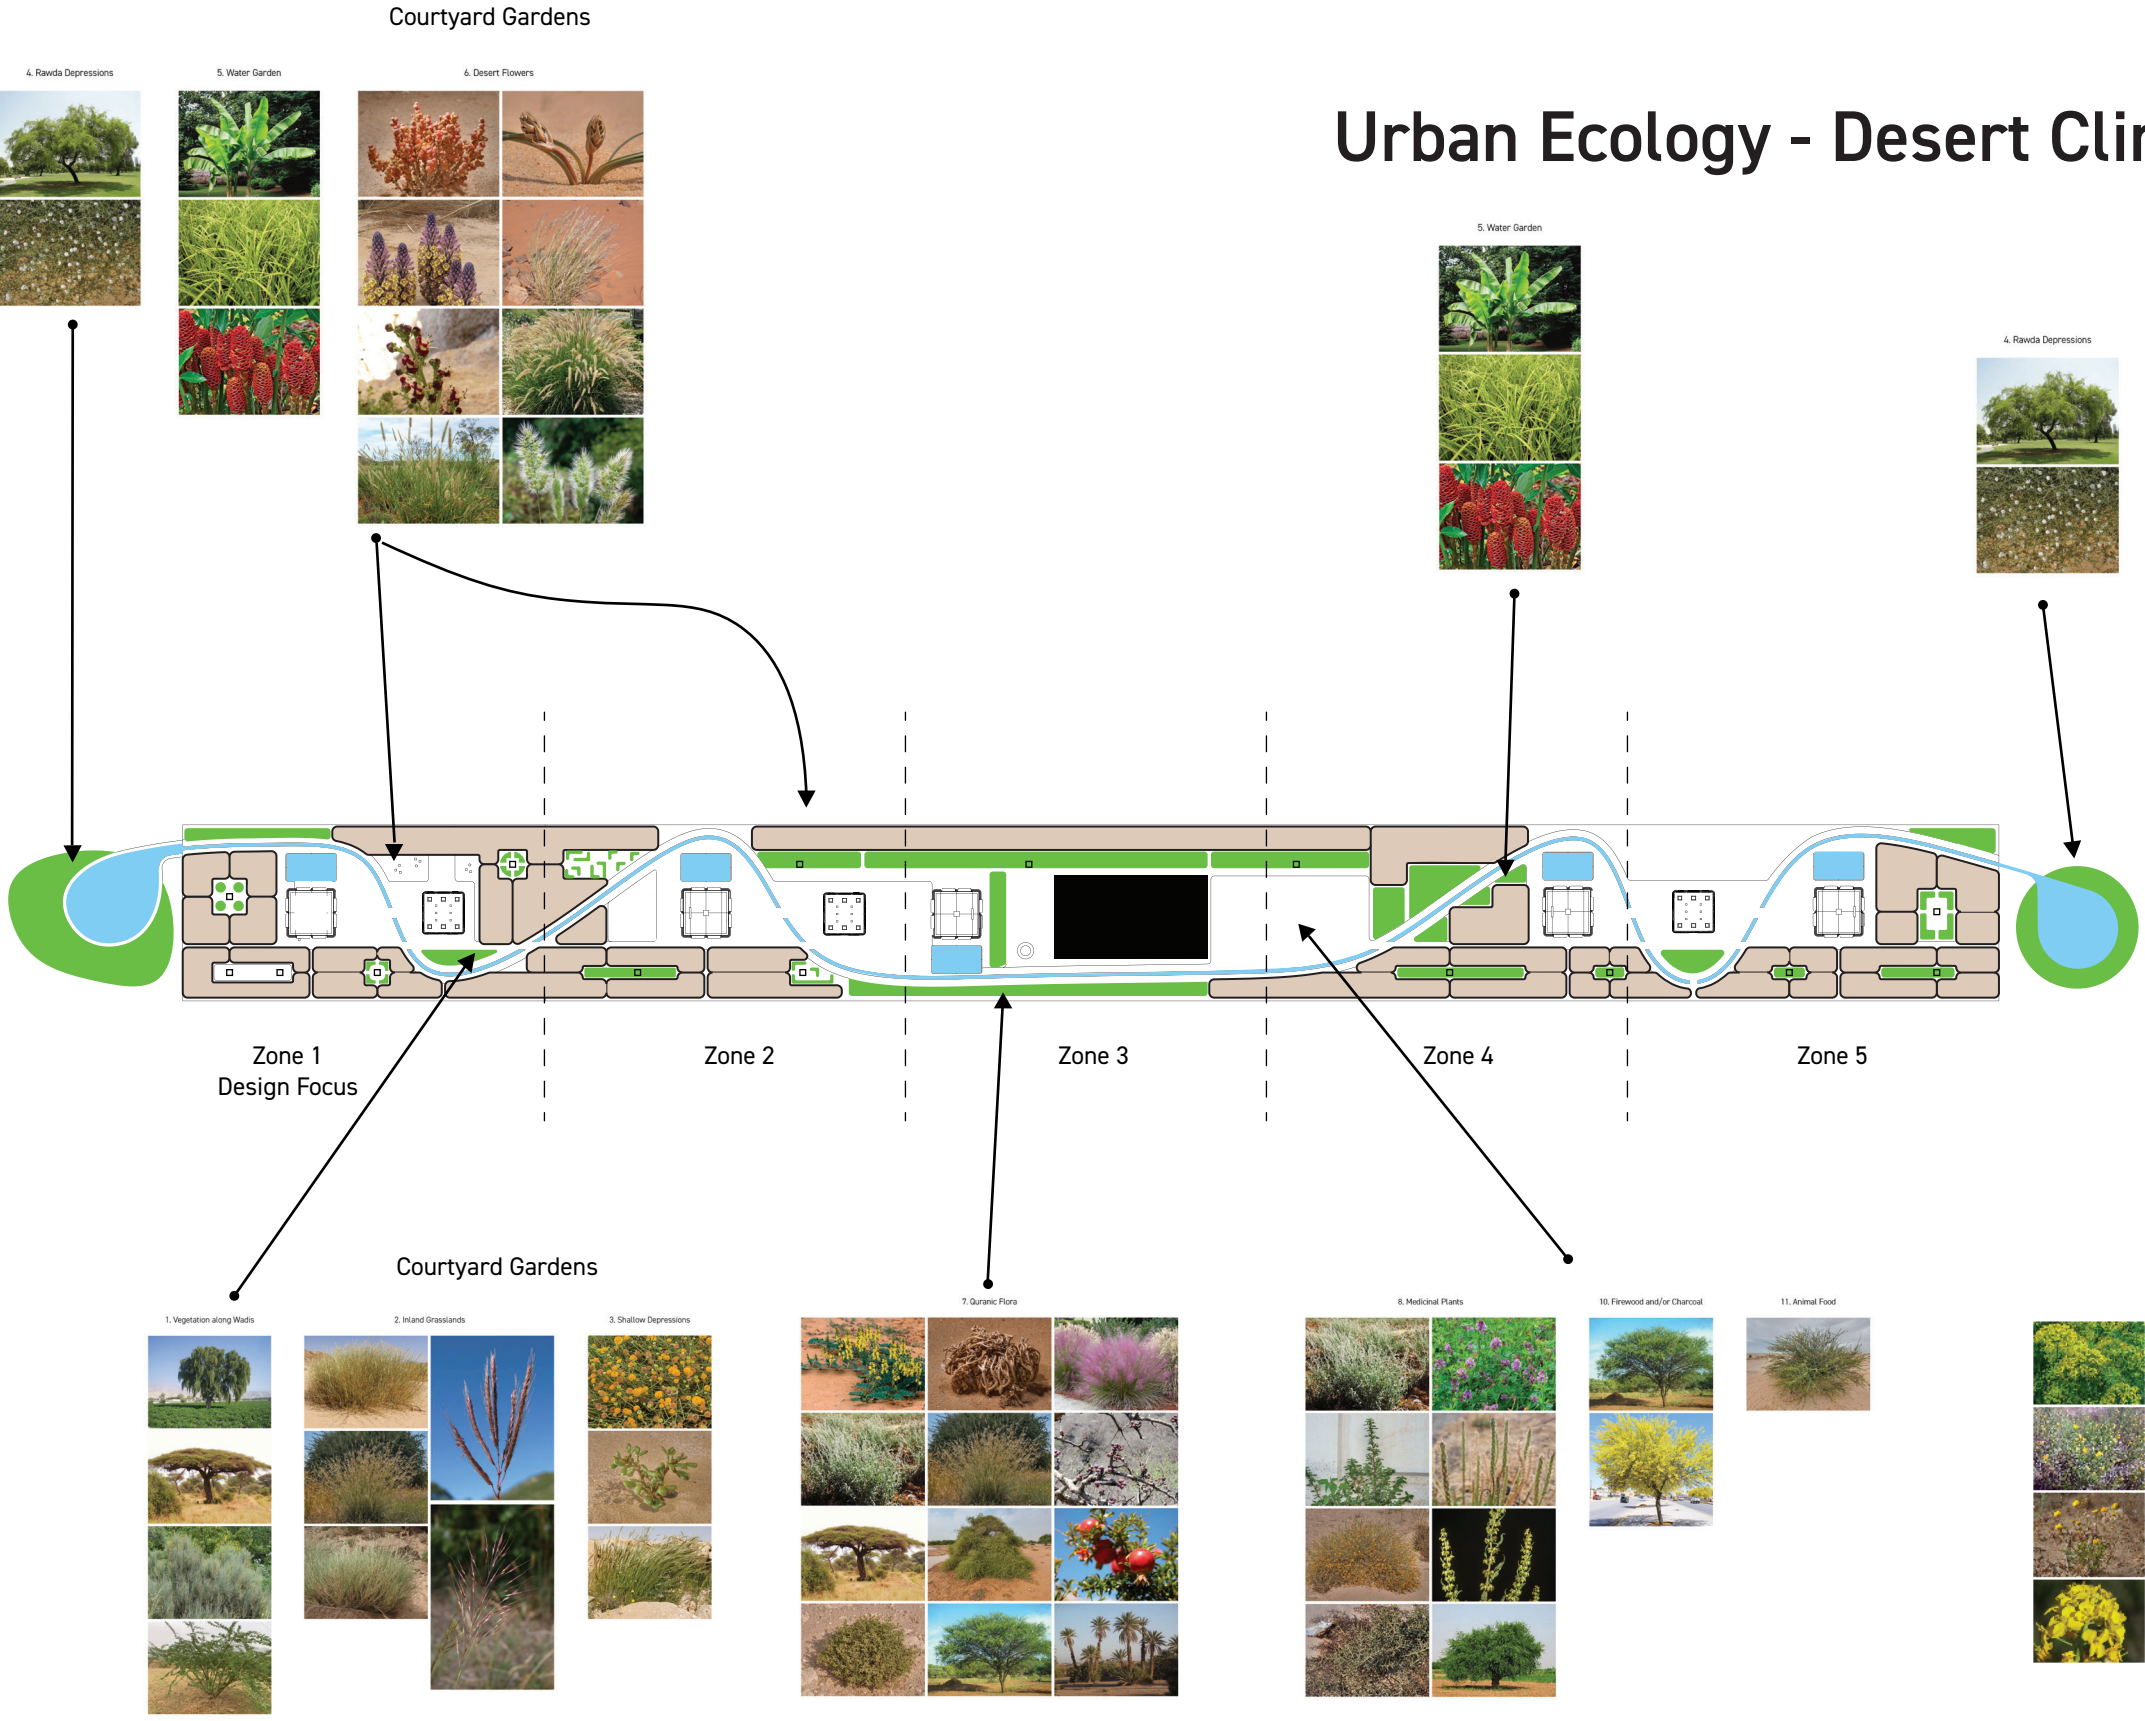 Courtyard Gardens
4. Rawda Depressions
5. Water Garden
6. Desert Flowers
Urban Ecology - Desert
5. Water Garden
4. Rawda Depressions
Zone 1
Design Focus
Zone 2
Zone 3
Zone 4
Zone 5
Courtyard Gardens
1. Vegetation along Wadis
2. Inland Grasslands
3. Shallow Depressions
7. Quranic Flora
8. Medicinal Plants
10. Firewood and/or Charcoal
11. Animal Food